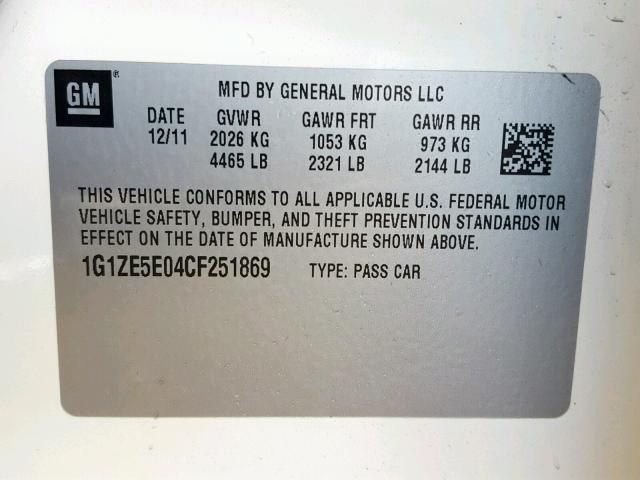 GM®
MFD BY GENERAL MOTORS LLC
DATE GVWR GAWR FRT GAWR RR
12/11 2026 KG 1053 KG 973 KG
4465 LB 2321 LB 2144 LB
THIS VEHICLE CONFORMS TO ALL APPLICABLE U.S. FEDERAL MOTOR
VEHICLE SAFETY, BUMPER, AND THEFT PREVENTION STANDARDS IN
EFFECT ON THE DATE OF MANUFACTURE SHOWN ABOVE.
1G1ZE5E04CF251869 TYPE: PASS CAR